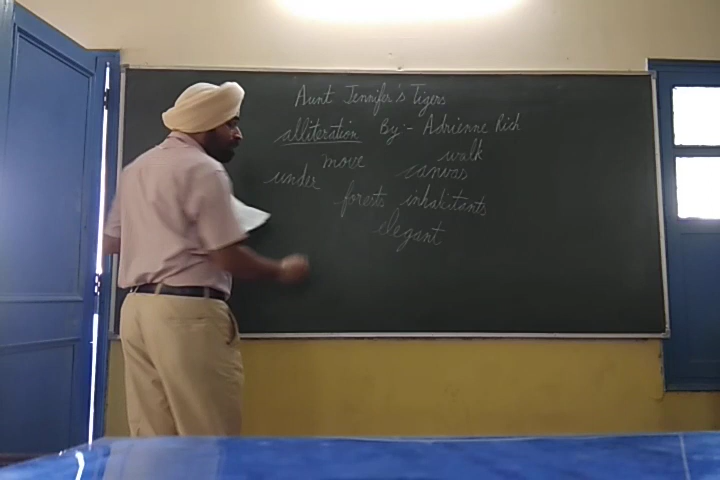 Aunt Jennifer's Tigers
alliteration By:- Adrienne Rich
move walk
under canvas
forests inhabitants
elegant